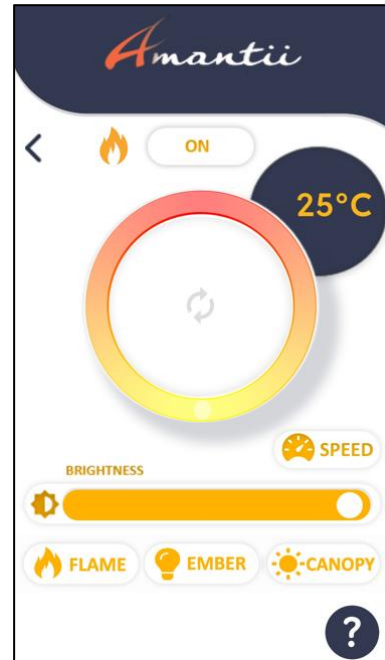 Amantii
ON
25°C
SPEED
BRIGHTNESS
FLAME
EMBER
CANOPY
?